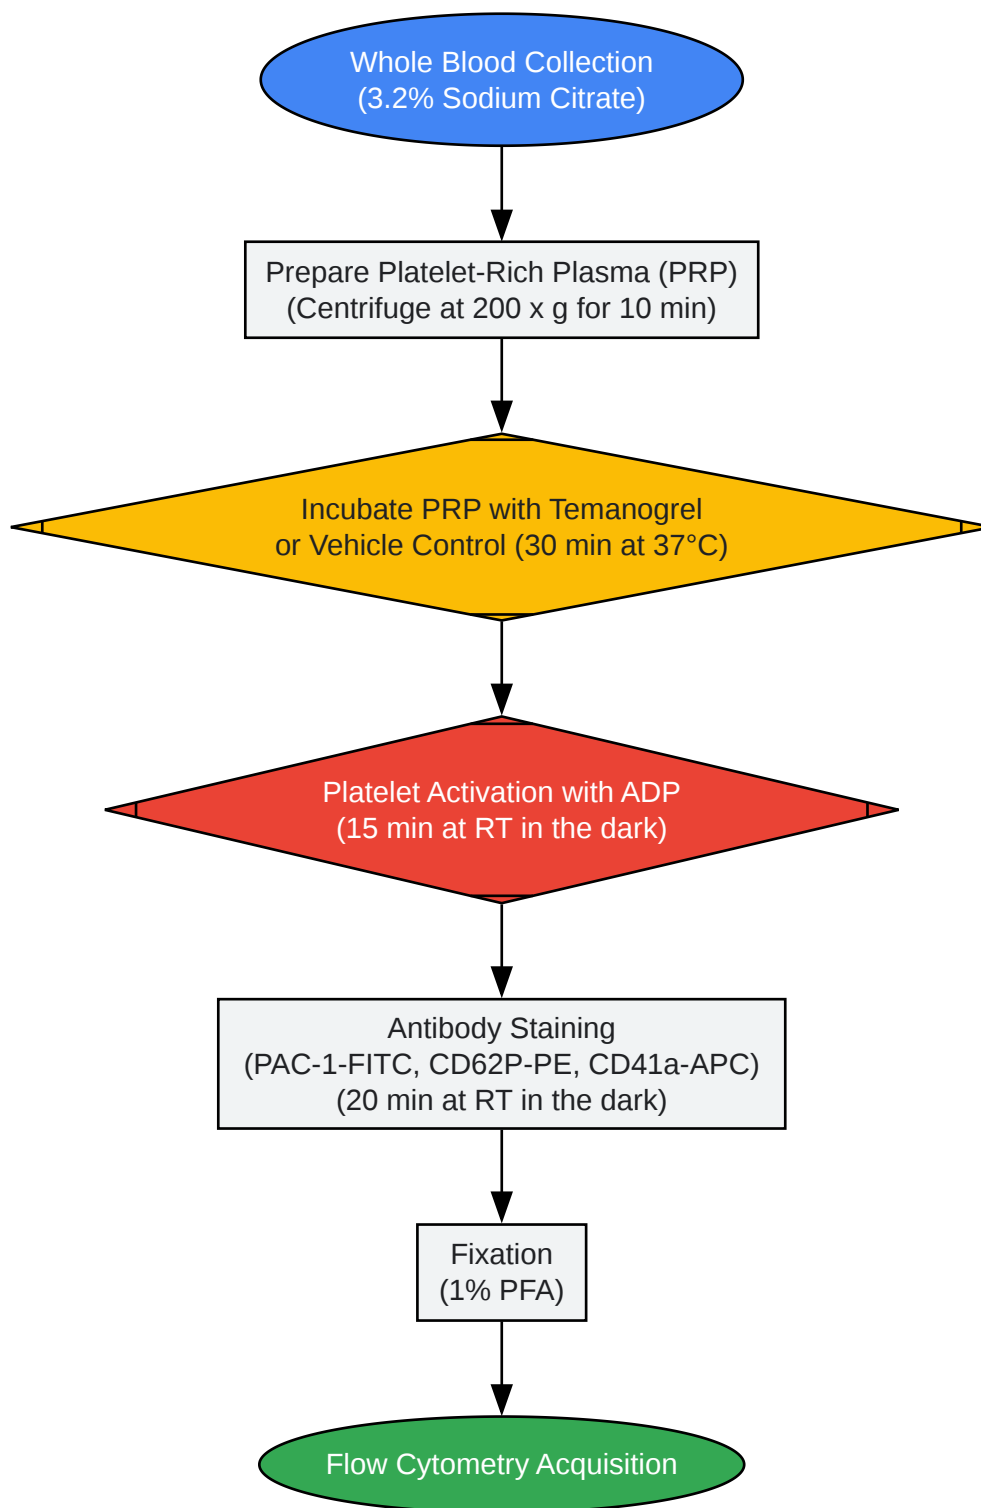 Whole Blood Collection
(3.2% Sodium Citrate)
Prepare Platelet-Rich Plasma (PRP)
(Centrifuge at 200 x g for 10 min)
Incubate PRP with Temanogrel
or Vehicle Control (30 min at 37°C)
Platelet Activation with ADP
(15 min at RT in the dark)
Antibody Staining
(PAC-1-FITC, CD62P-PE, CD41a-APC)
(20 min at RT in the dark)
Fixation
(1% PFA)
Flow Cytometry Acquisition